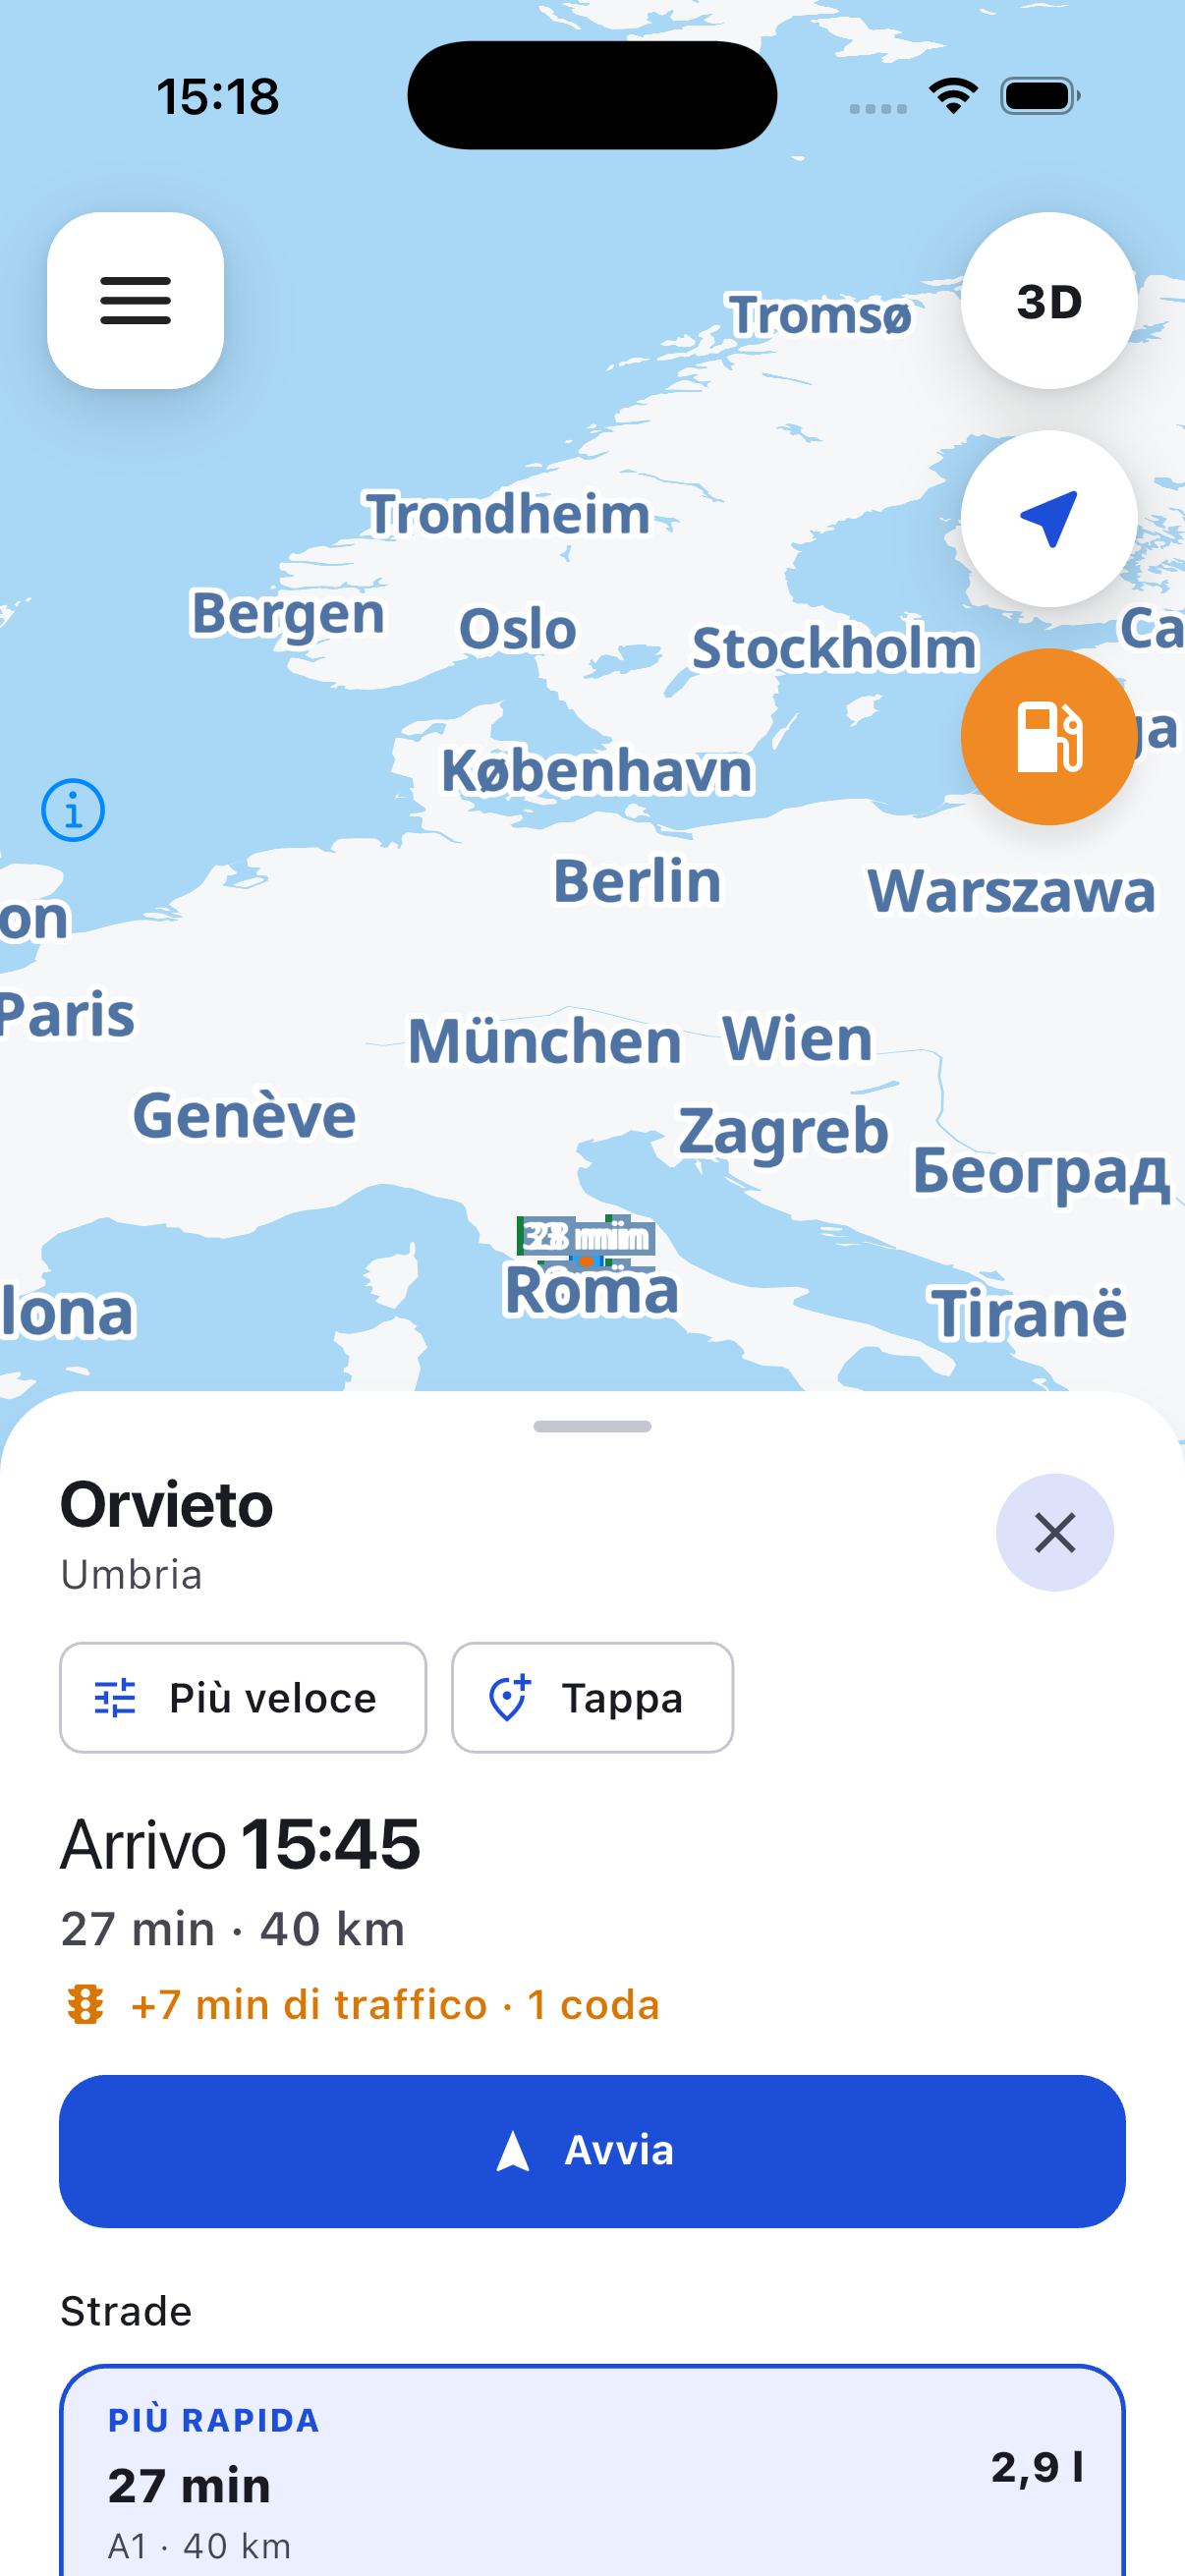 15:18
3D
Tromsø
Trondheim
Bergen
Oslo
Stockholm
København
Berlin
Warszawa
Paris
München
Wien
Genève
Zagreb
Београд
Roma
Tiranë
Orvieto
Umbria
Più veloce
Tappa
Arrivo 15:45
27 min · 40 km
+7 min di traffico · 1 coda
Avvia
Strade
PIÙ RAPIDA
27 min
2,9 l
A1 · 40 km